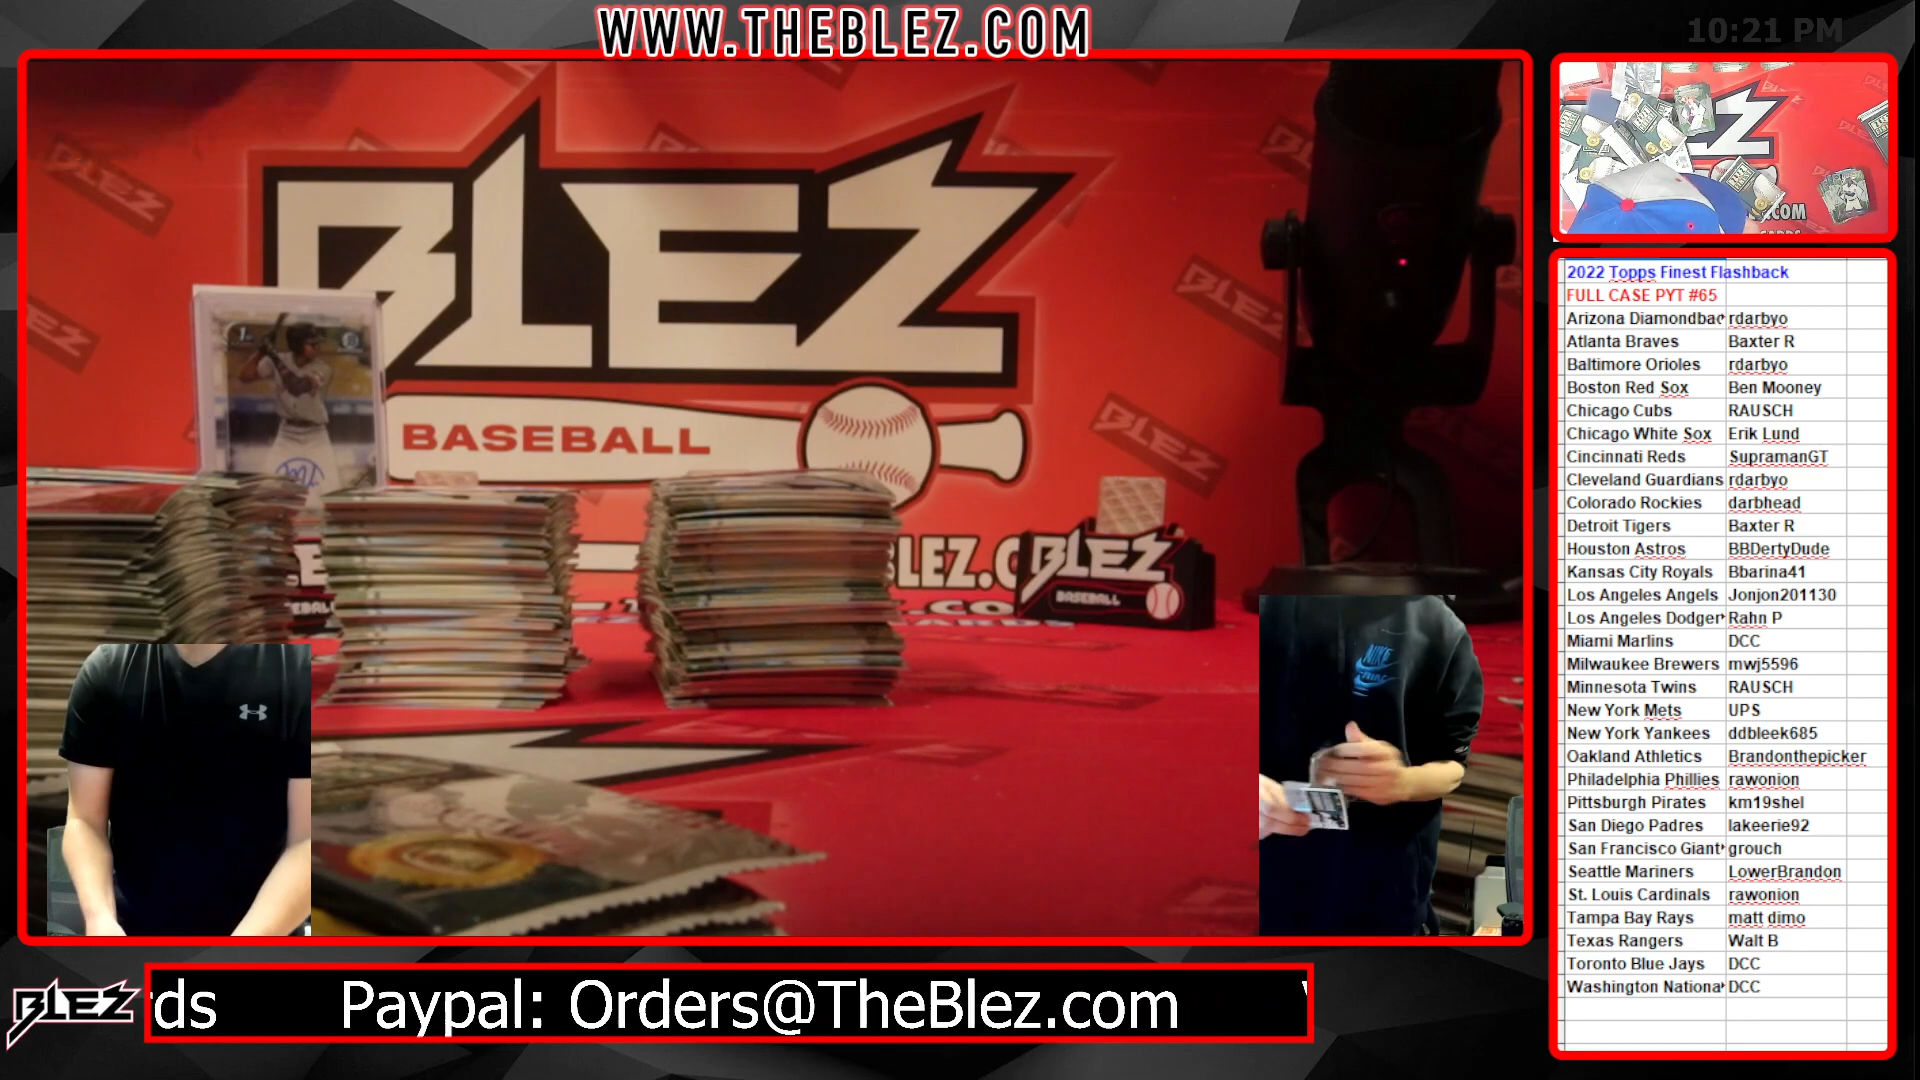 WWW.THEBLEZ.COM
10:21 PM
BLEZ
BASEBALL
BLEZ
BASEBALL
NIKE
.COM
2022 Topps Finest Flashback
FULL CASE PYT #65
Arizona Diamondbac rdarbyo
Atlanta Braves Baxter R
Baltimore Orioles rdarbyo
Boston Red Sox Ben Mooney
Chicago Cubs RAUSCH
Chicago White Sox Erik Lund
Cincinnati Reds SupramanGT
Cleveland Guardians rdarbyo
Colorado Rockies darbhead
Detroit Tigers Baxter R
Houston Astros BBDertyDude
Kansas City Royals Bbarina41
Los Angeles Angels Jonjon201130
Los Angeles Dodger Rahn P
Miami Marlins DCC
Milwaukee Brewers mwj5596
Minnesota Twins RAUSCH
New York Mets UPS
New York Yankees ddbleek685
Oakland Athletics Brandonthepicker
Philadelphia Phillies rawonion
Pittsburgh Pirates km19shel
San Diego Padres lakeerie92
San Francisco Giant grouch
Seattle Mariners LowerBrandon
St. Louis Cardinals rawonion
Tampa Bay Rays matt dimo
Texas Rangers Walt B
Toronto Blue Jays DCC
Washington Nationa DCC
BLEZ
rds Paypal: Orders@TheBlez.com